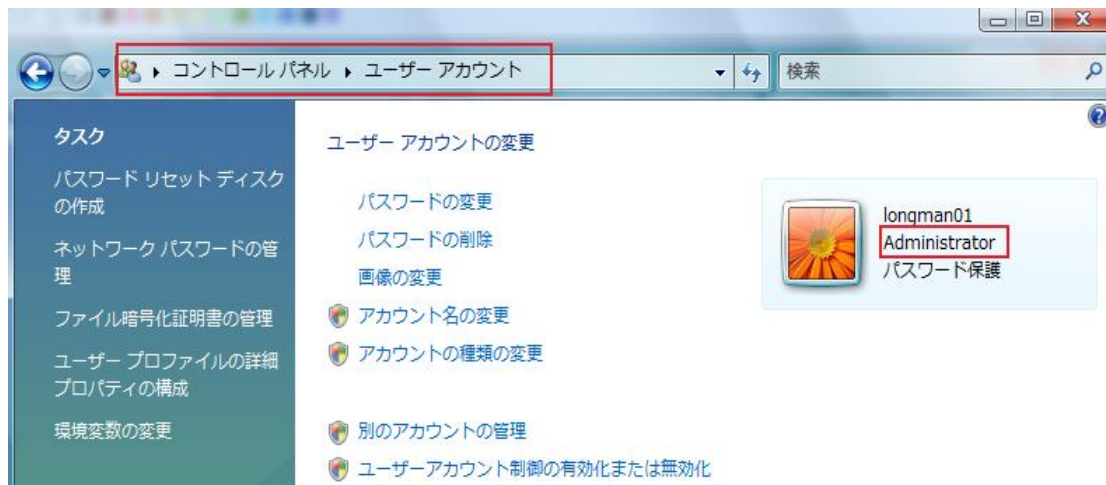 コントロール パネル ▸ ユーザー アカウント
検索
タスク
パスワード リセット ディスク
の作成
ネットワーク パスワードの管
理
ファイル暗号化証明書の管理
ユーザー プロファイルの詳細
プロパティの構成
環境変数の変更
ユーザー アカウントの変更
パスワードの変更
パスワードの削除
画像の変更
アカウント名の変更
アカウントの種類の変更
別のアカウントの管理
ユーザーアカウント制御の有効化または無効化
longman01
Administrator
パスワード保護